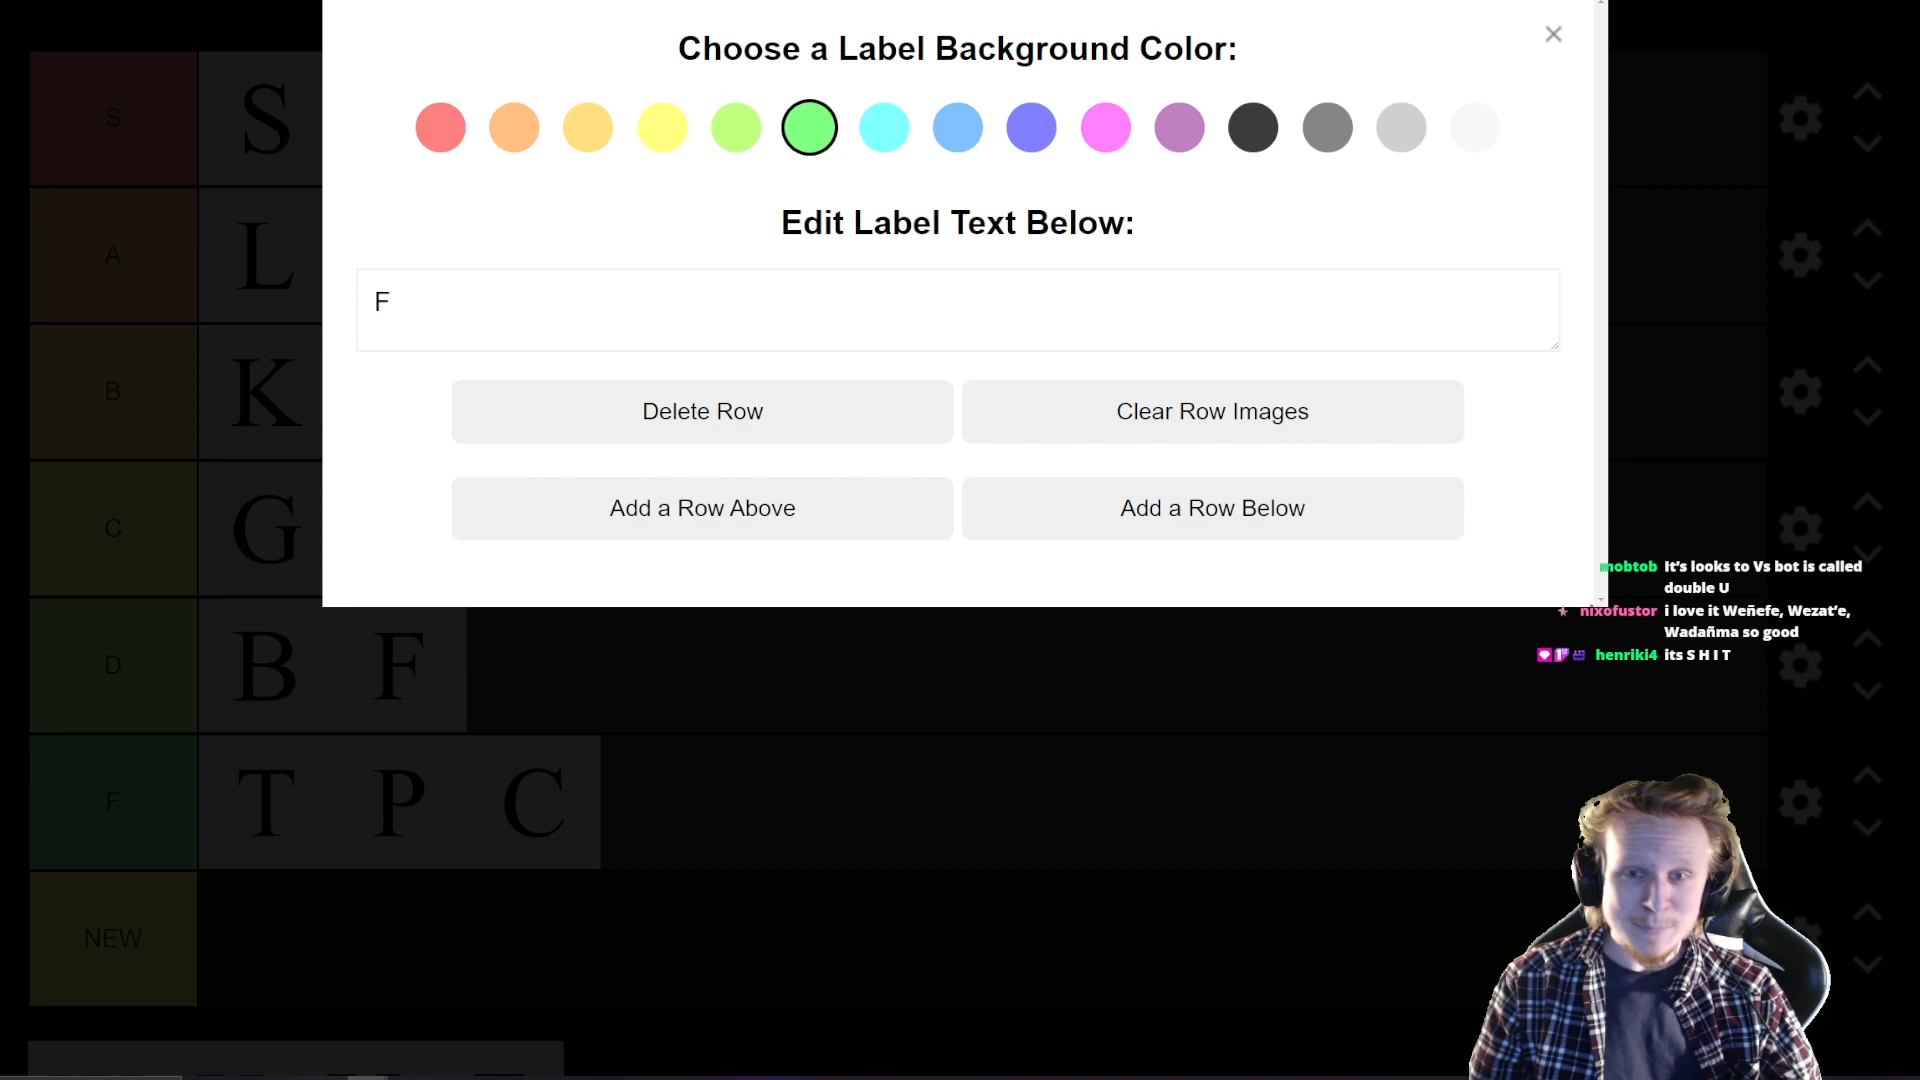 Choose a Label Background Color:
×
Edit Label Text Below:
F
Delete Row
Clear Row Images
Add a Row Above
Add a Row Below
S
S
A
L
B
K
C
G
D
B F
F
T P C
NEW
mobtob It's looks to Vs bot is called
double U
nixofustor i love it Weñefe, Wezat'e,
Wadañma so good
henriki4 its S H I T